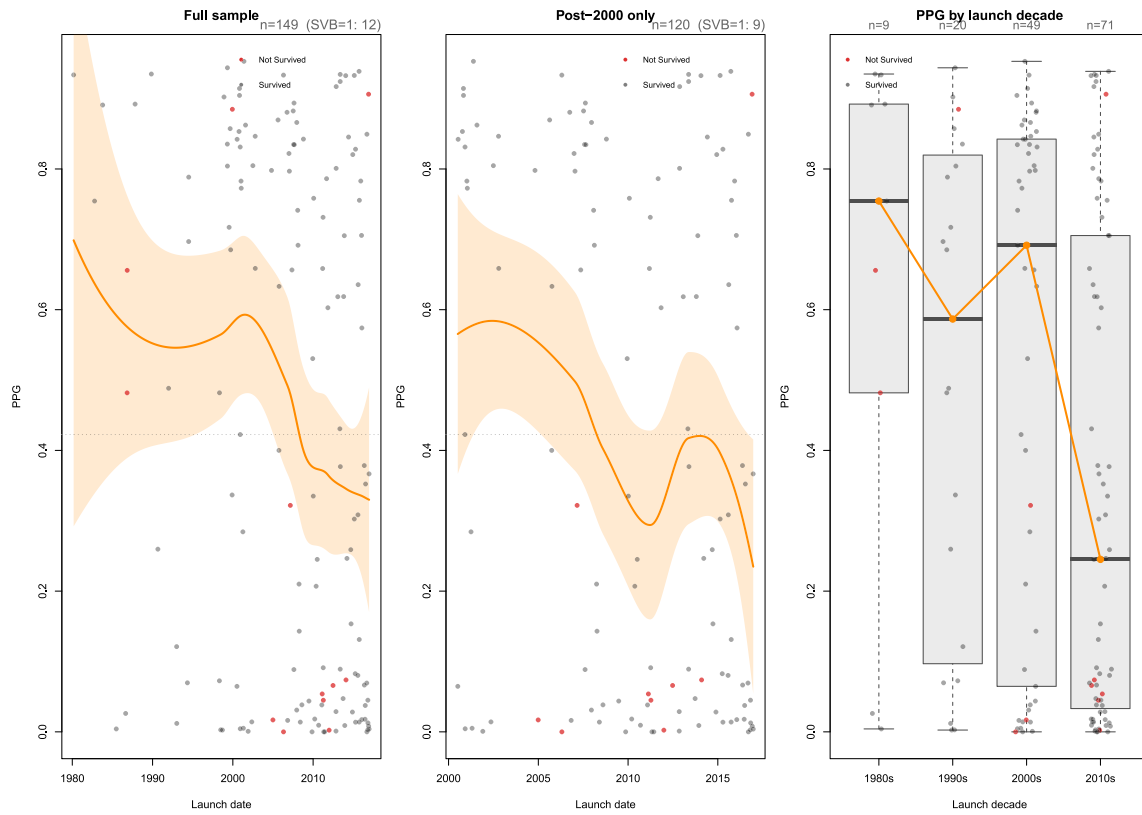 Full sample
n=149 (SVB=1: 12)
Not Survived
Survived
PPG
0.0
0.2
0.4
0.6
0.8
1980
1990
2000
2010
Launch date
Post−2000 only
n=120 (SVB=1: 9)
Not Survived
Survived
PPG
0.0
0.2
0.4
0.6
0.8
2000
2005
2010
2015
Launch date
PPG by launch decade
n=9
n=20
n=49
n=71
Not Survived
Survived
PPG
0.0
0.2
0.4
0.6
0.8
1980s
1990s
2000s
2010s
Launch decade